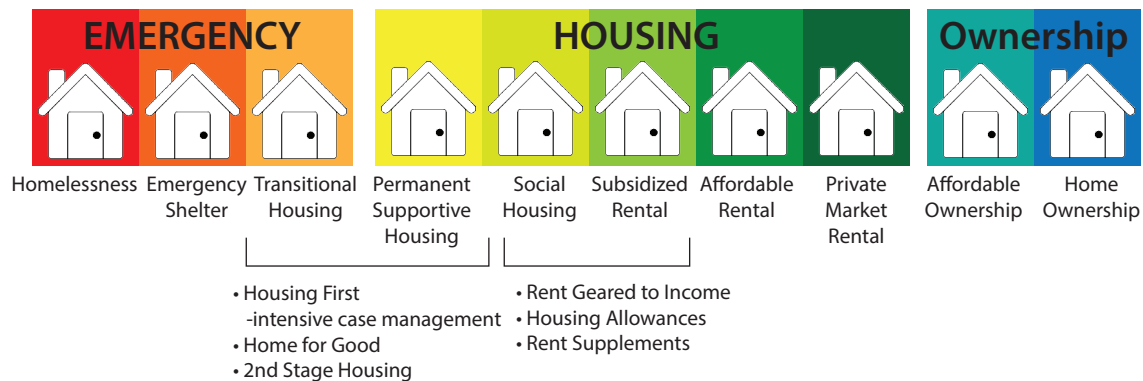 EMERGENCY
HOUSING
Ownership
Homelessness
Emergency
Shelter
Transitional
Housing
Permanent
Supportive
Housing
Social
Housing
Subsidized
Rental
Affordable
Rental
Private
Market
Rental
Affordable
Ownership
Home
Ownership
• Housing First
-intensive case management
• Home for Good
• 2nd Stage Housing
• Rent Geared to Income
• Housing Allowances
• Rent Supplements